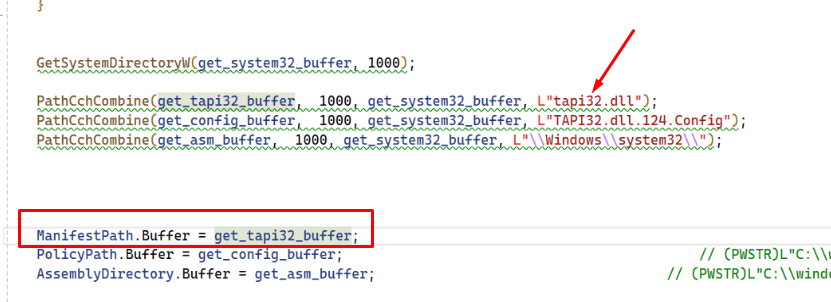 }
GetSystemDirectoryW(get_system32_buffer, 1000);
PathCchCombine(get_tapi32_buffer,  1000, get_system32_buffer, L"tapi32.dll");
PathCchCombine(get_config_buffer,  1000, get_system32_buffer, L"TAPI32.dll.124.Config");
PathCchCombine(get_asm_buffer,  1000, get_system32_buffer, L"\\Windows\\system32\\");
ManifestPath.Buffer = get_tapi32_buffer;
PolicyPath.Buffer = get_config_buffer; // (PWSTR)L"C:\\w
AssemblyDirectory.Buffer = get_asm_buffer; // (PWSTR)L"C:\\windo